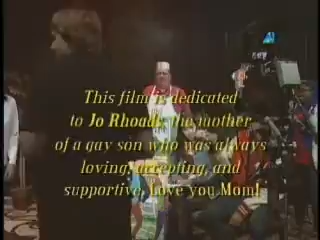 This film is dedicated
to Jo Rhoads, the mother
of a gay son who was always
loving, accepting, and
supportive. Love you Mom!